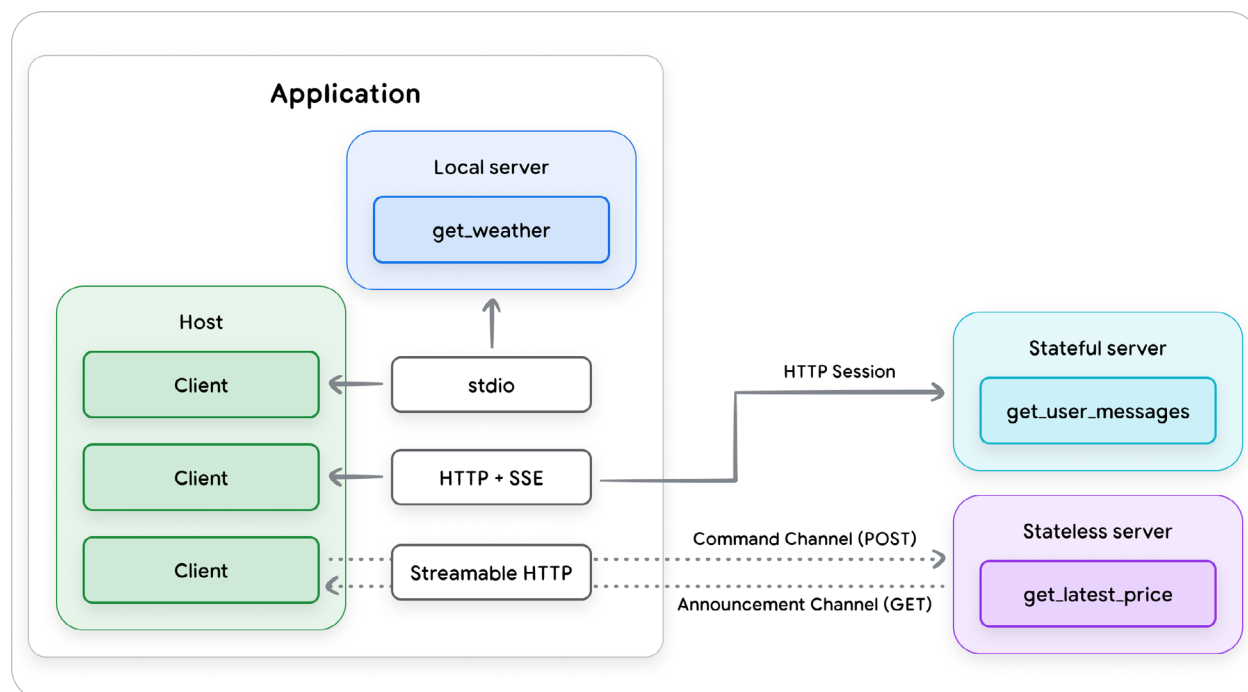 Application
Local server
get_weather
Host
Client
stdio
Client
HTTP + SSE
Client
Streamable HTTP
HTTP Session
Stateful server
get_user_messages
Command Channel (POST)
Announcement Channel (GET)
Stateless server
get_latest_price